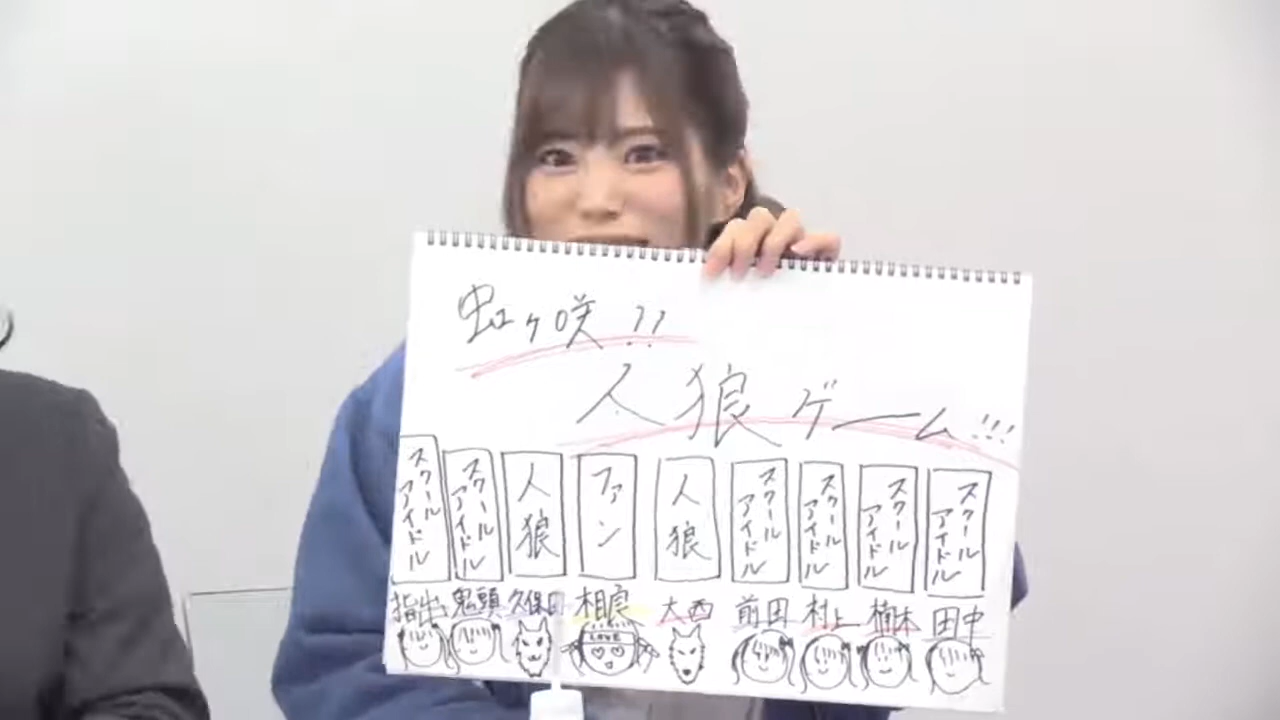 虹ヶ咲!!
人狼ゲーム!!!
スクールアイドル
スクールアイドル
人狼
ファン
人狼
スクールアイドル
スクールアイドル
スクールアイドル
スクールアイドル
指出 鬼頭 久保田 相良 大西 前田 村上 楠木 田中
LOVE